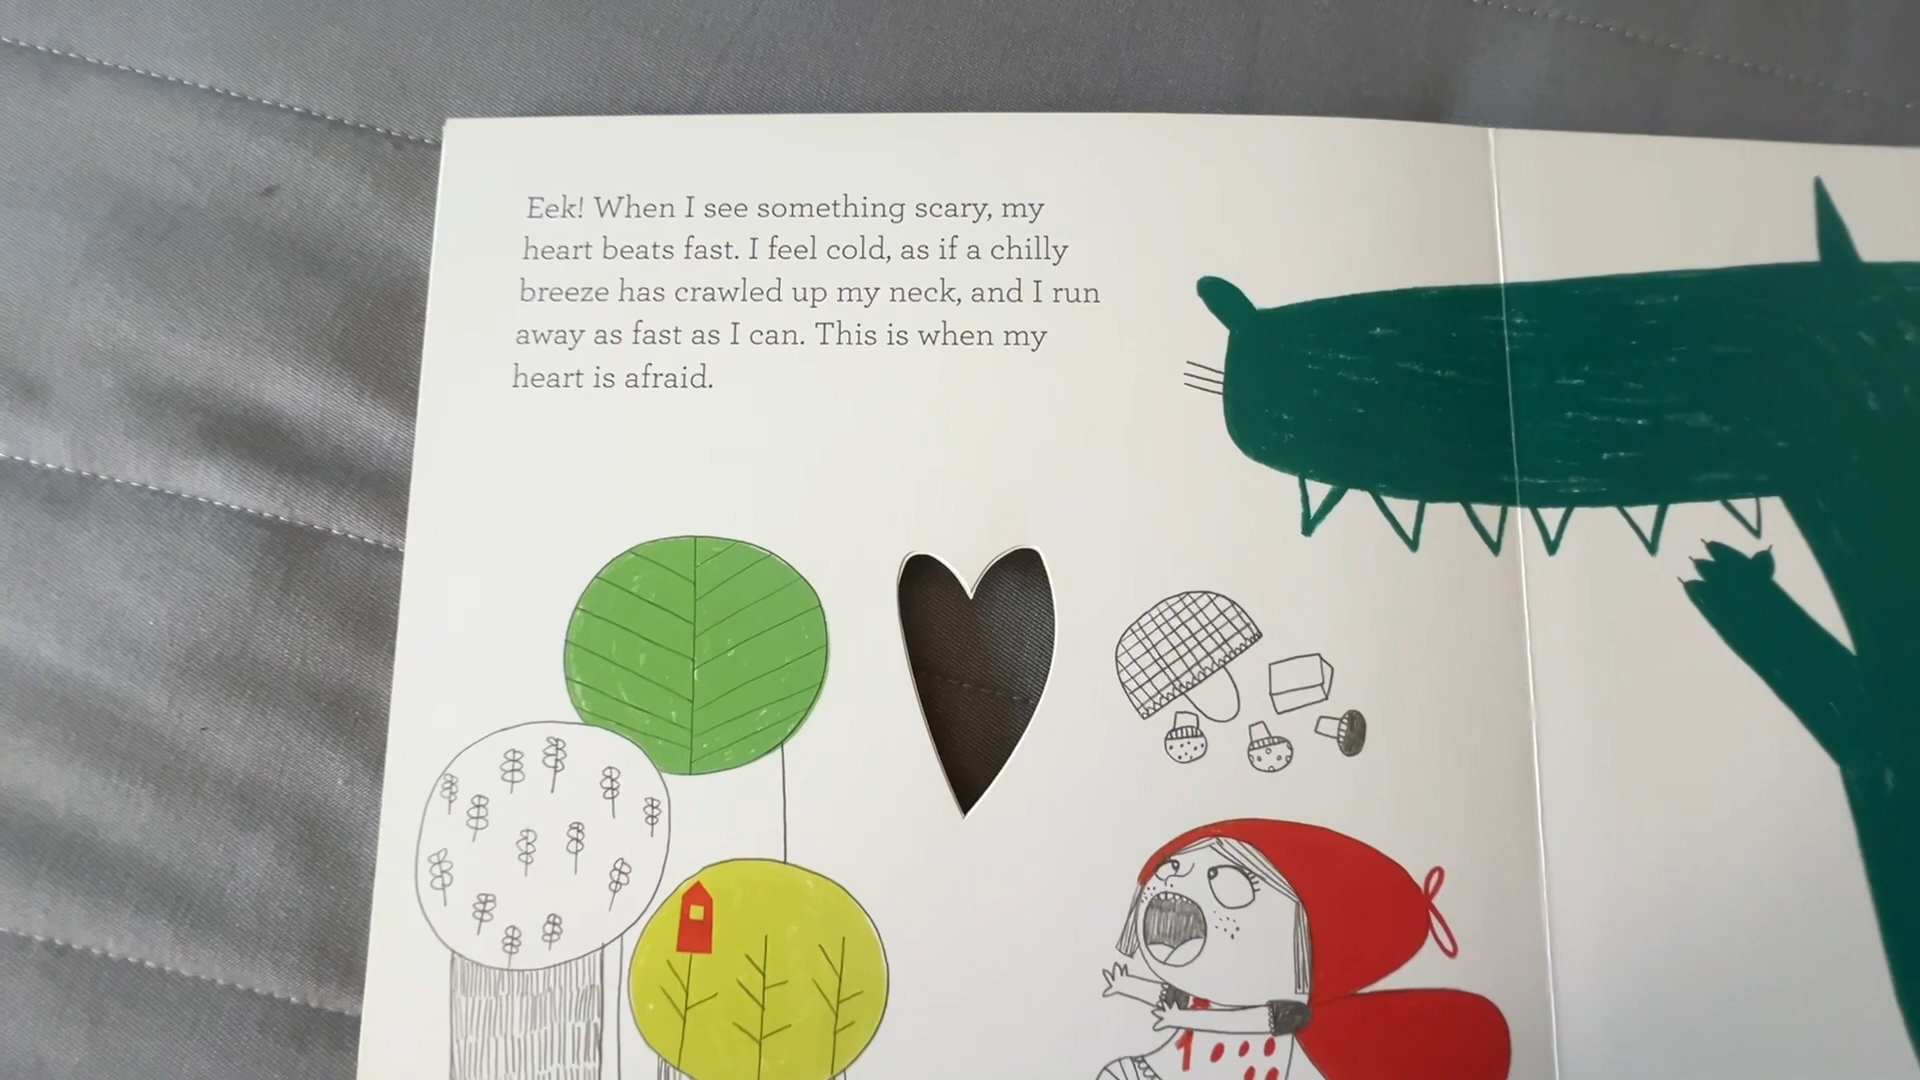 Eek! When I see something scary, my
heart beats fast. I feel cold, as if a chilly
breeze has crawled up my neck, and I run
away as fast as I can. This is when my
heart is afraid.